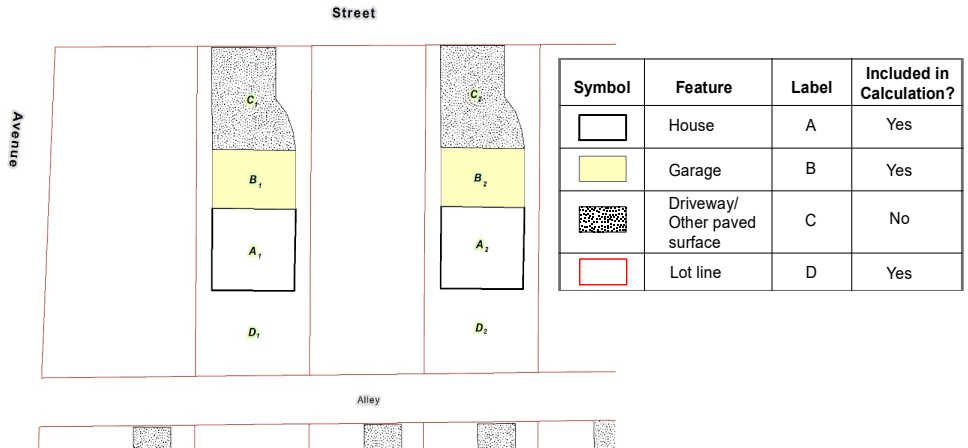 Street
Avenue
C1
C2
B1
B2
A1
A2
D1
D2
Alley
Symbol Feature Label Included in
Calculation?
House A Yes
Garage B Yes
Driveway/
Other paved
surface C No
Lot line D Yes